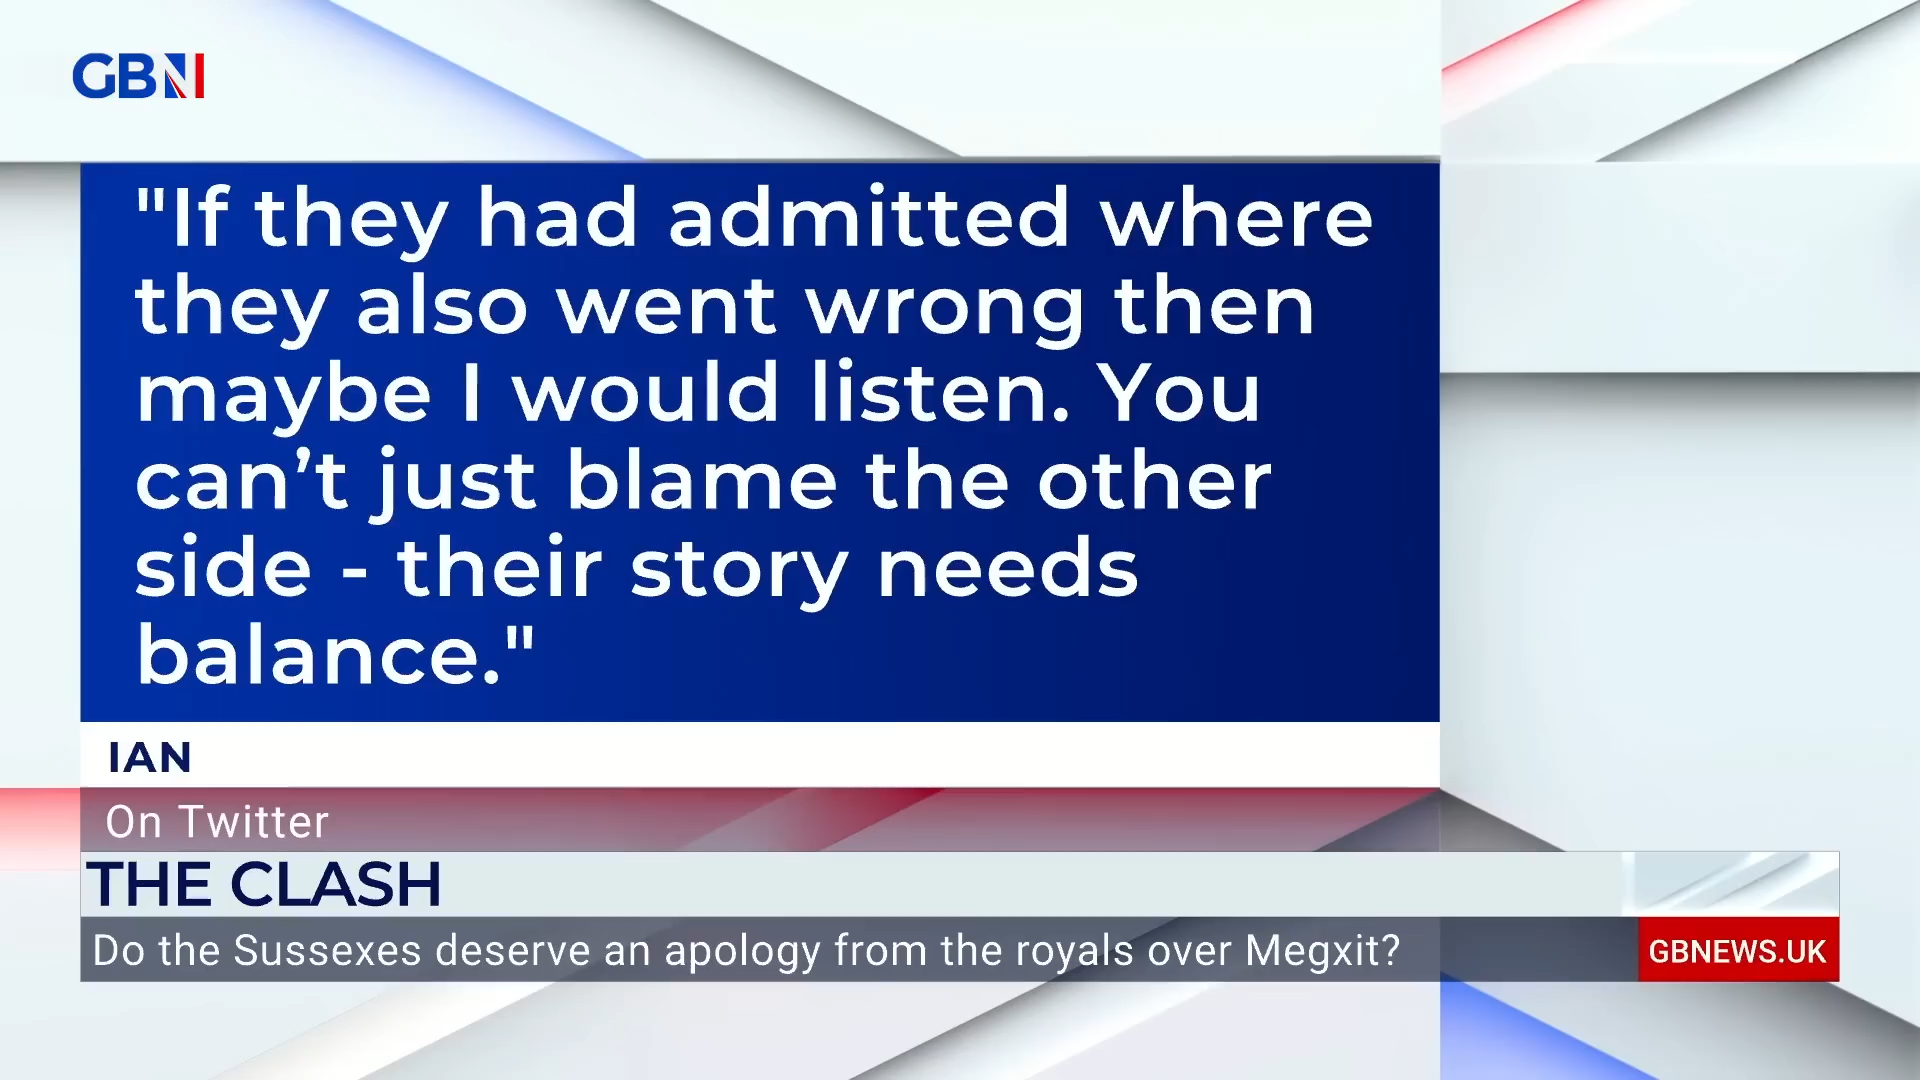 GBN
"If they had admitted where
they also went wrong then
maybe I would listen. You
can’t just blame the other
side - their story needs
balance."
IAN
On Twitter
THE CLASH
Do the Sussexes deserve an apology from the royals over Megxit?
GBNEWS.UK